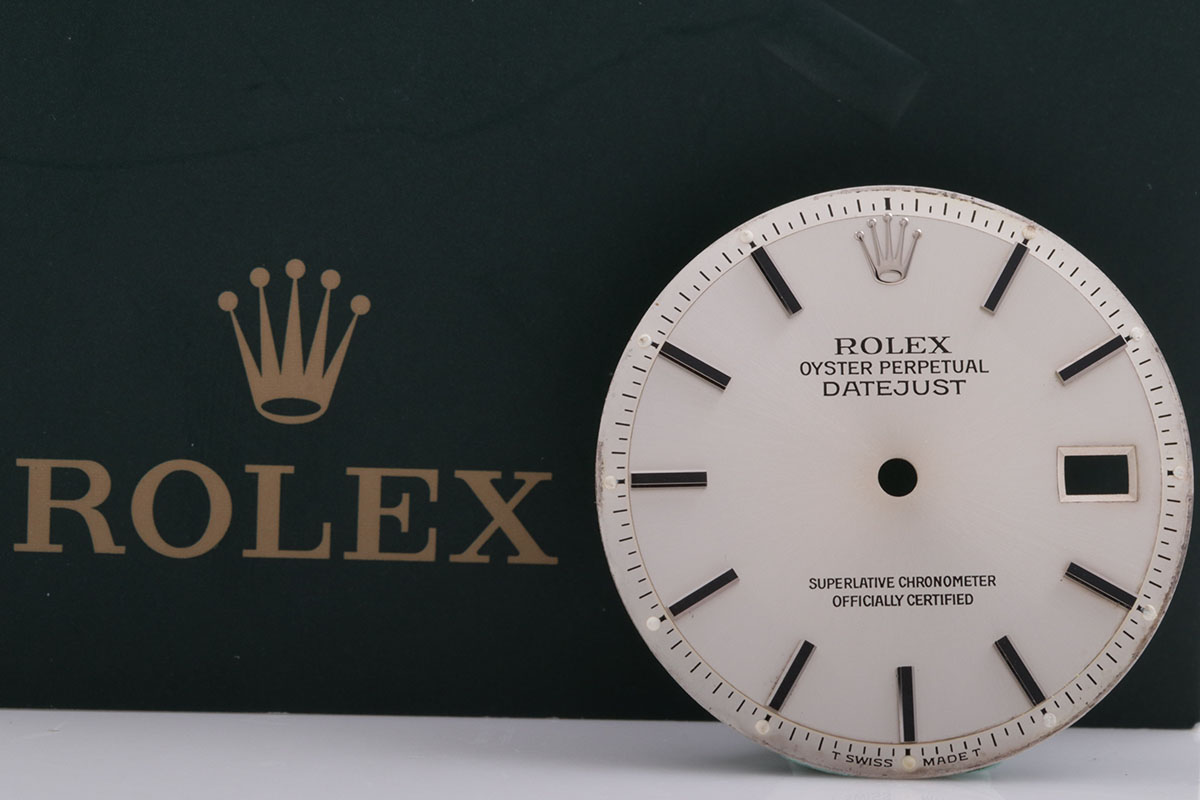 ROLEX
ROLEX
OYSTER PERPETUAL
DATEJUST
SUPERLATIVE CHRONOMETER
OFFICIALLY CERTIFIED
T SWISS MADE T